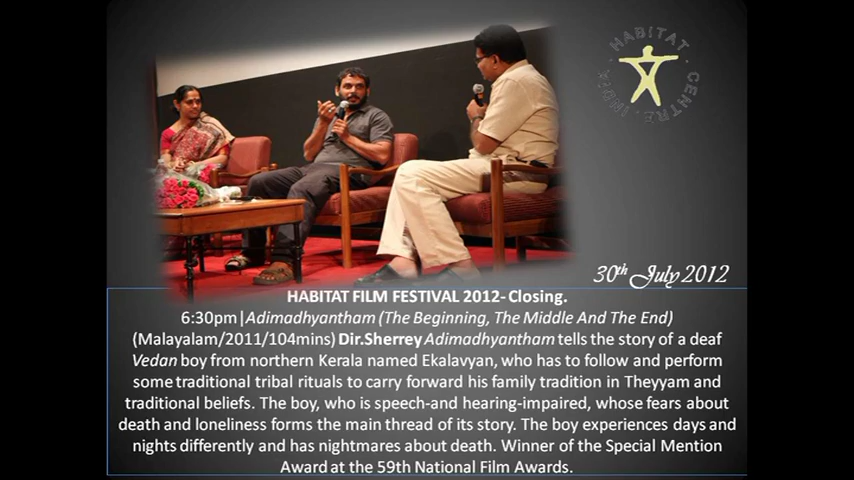 HABITAT CENTRE, INDIA
30th July 2012
HABITAT FILM FESTIVAL 2012- Closing.
6:30pm|Adimadhyantham (The Beginning, The Middle And The End)
(Malayalam/2011/104mins) Dir.Sherrey Adimadhyantham tells the story of a deaf
Vedan boy from northern Kerala named Ekalavyan, who has to follow and perform
some traditional tribal rituals to carry forward his family tradition in Theyyam and
traditional beliefs. The boy, who is speech-and hearing-impaired, whose fears about
death and loneliness forms the main thread of its story. The boy experiences days and
nights differently and has nightmares about death. Winner of the Special Mention
Award at the 59th National Film Awards.